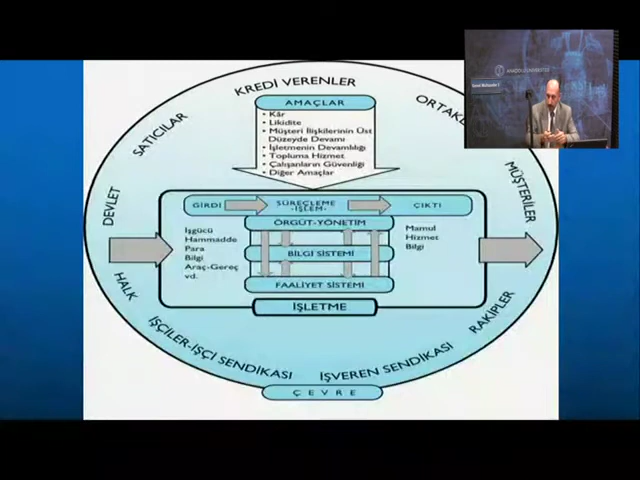 KREDİ VERENLER
SATICILAR
DEVLET
HALK
İŞÇİLER-İŞÇİ SENDİKASI
İŞVEREN SENDİKASI
RAKİPLER
MÜŞTERİLER
AMAÇLAR
• Kâr
• Likidite
• Müşteri İlişkilerinin Üst
Düzeyde Devamı
• İşletmenin Devamlılığı
• Topluma Hizmet
• Çalışanların Güvenliği
• Diğer Amaçlar
GİRDİ
SÜREÇLEME
-İŞLEM-
ÇIKTI
ÖRGÜT-YÖNETİM
BİLGİ SİSTEMİ
FAALİYET SİSTEMİ
İşgücü
Hammadde
Para
Bilgi
Araç-Gereç
vd.
Mamul
Hizmet
Bilgi
İŞLETME
ÇEVRE
ANADOLU ÜNİVERSİTESİ